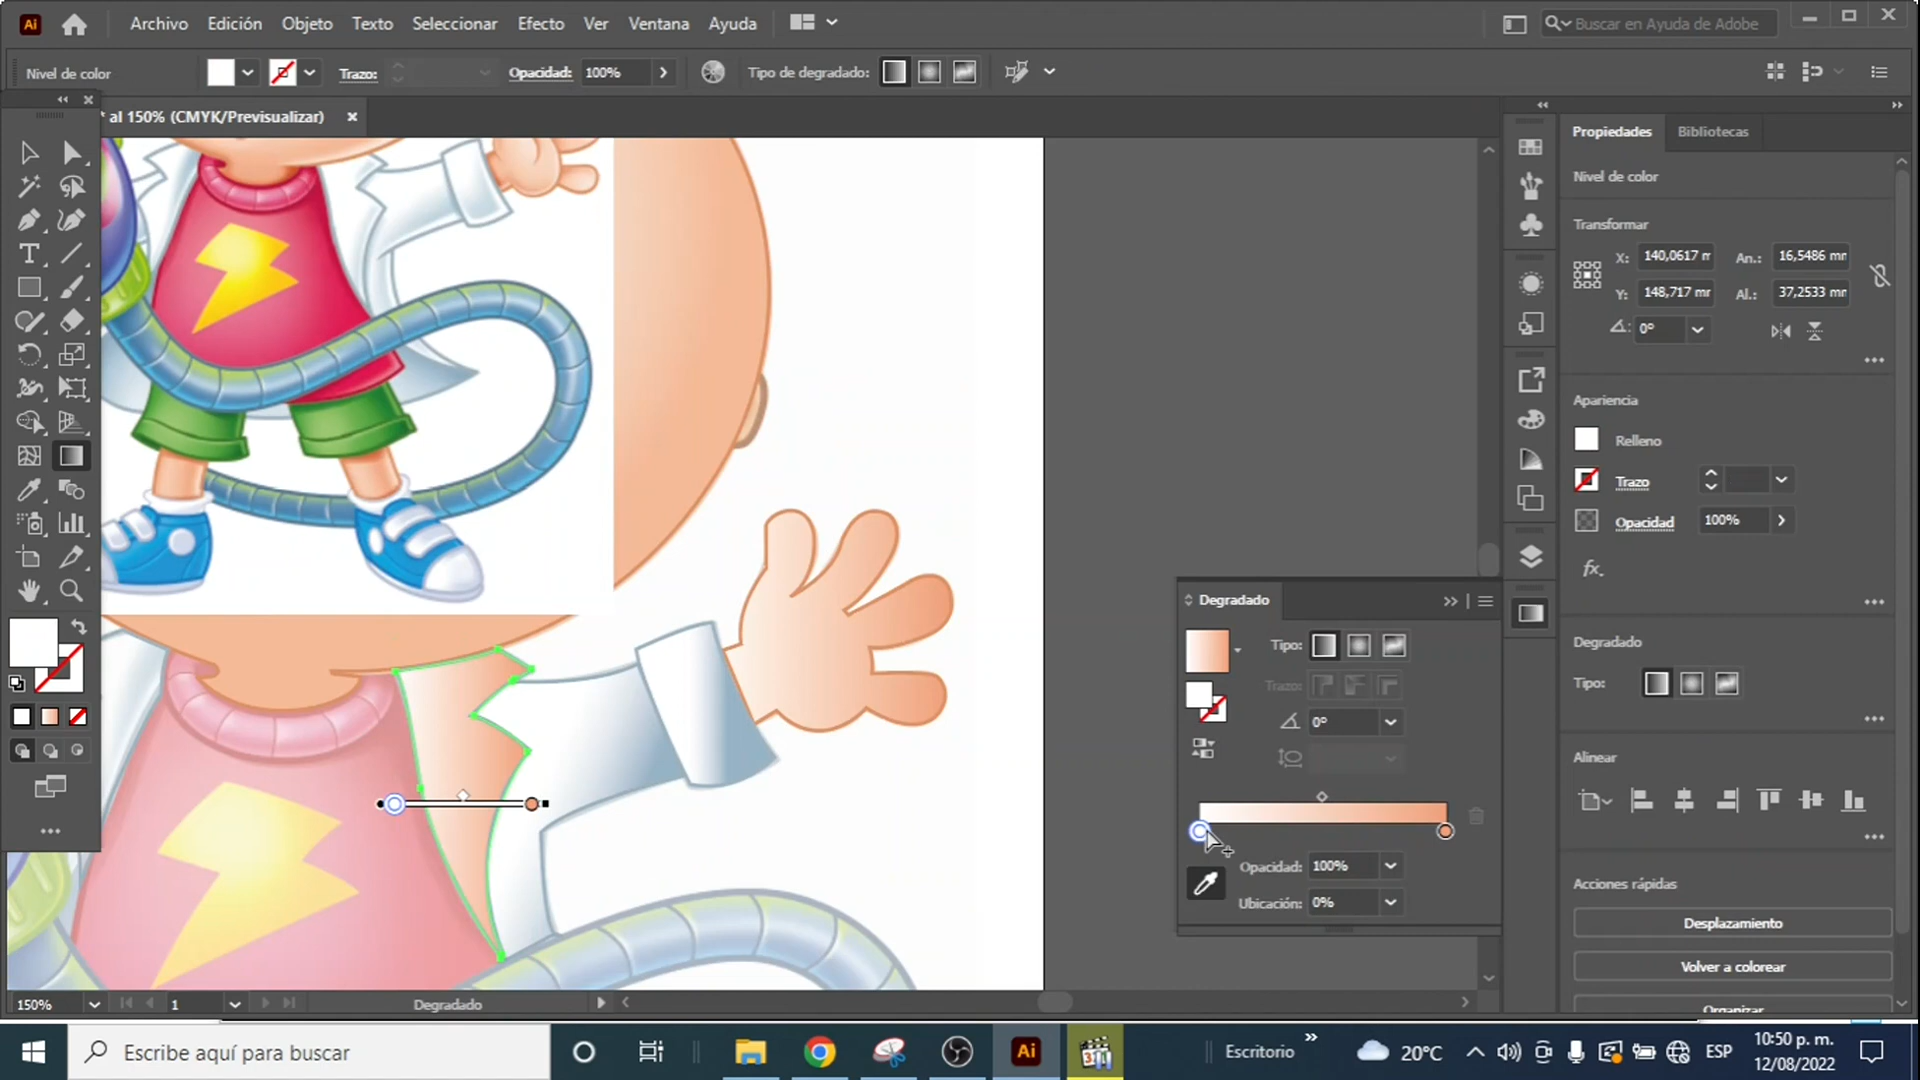 Ai
Archivo
Edición
Objeto
Texto
Seleccionar
Efecto
Ver
Ventana
Ayuda
Buscar en Ayuda de Adobe
Nivel de color
Trazo:
Opacidad:
100%
Tipo de degradado:
* al 150% (CMYK/Previsualizar)
Propiedades
Bibliotecas
Nivel de color
Transformar
X:
140,0617 m
An.:
16,5486 mm
Y:
148,717 mm
Al.:
37,2533 mm
0°
Apariencia
Relleno
Trazo
Opacidad
100%
fx.
Degradado
Tipo:
Alinear
Acciones rápidas
Desplazamiento
Volver a colorear
Organizar
Degradado
Tipo:
Trazo:
0°
Opacidad:
100%
Ubicación:
0%
150%
1
Degradado
Escribe aquí para buscar
Ai
Escritorio
20°C
ESP
10:50 p. m.
12/08/2022